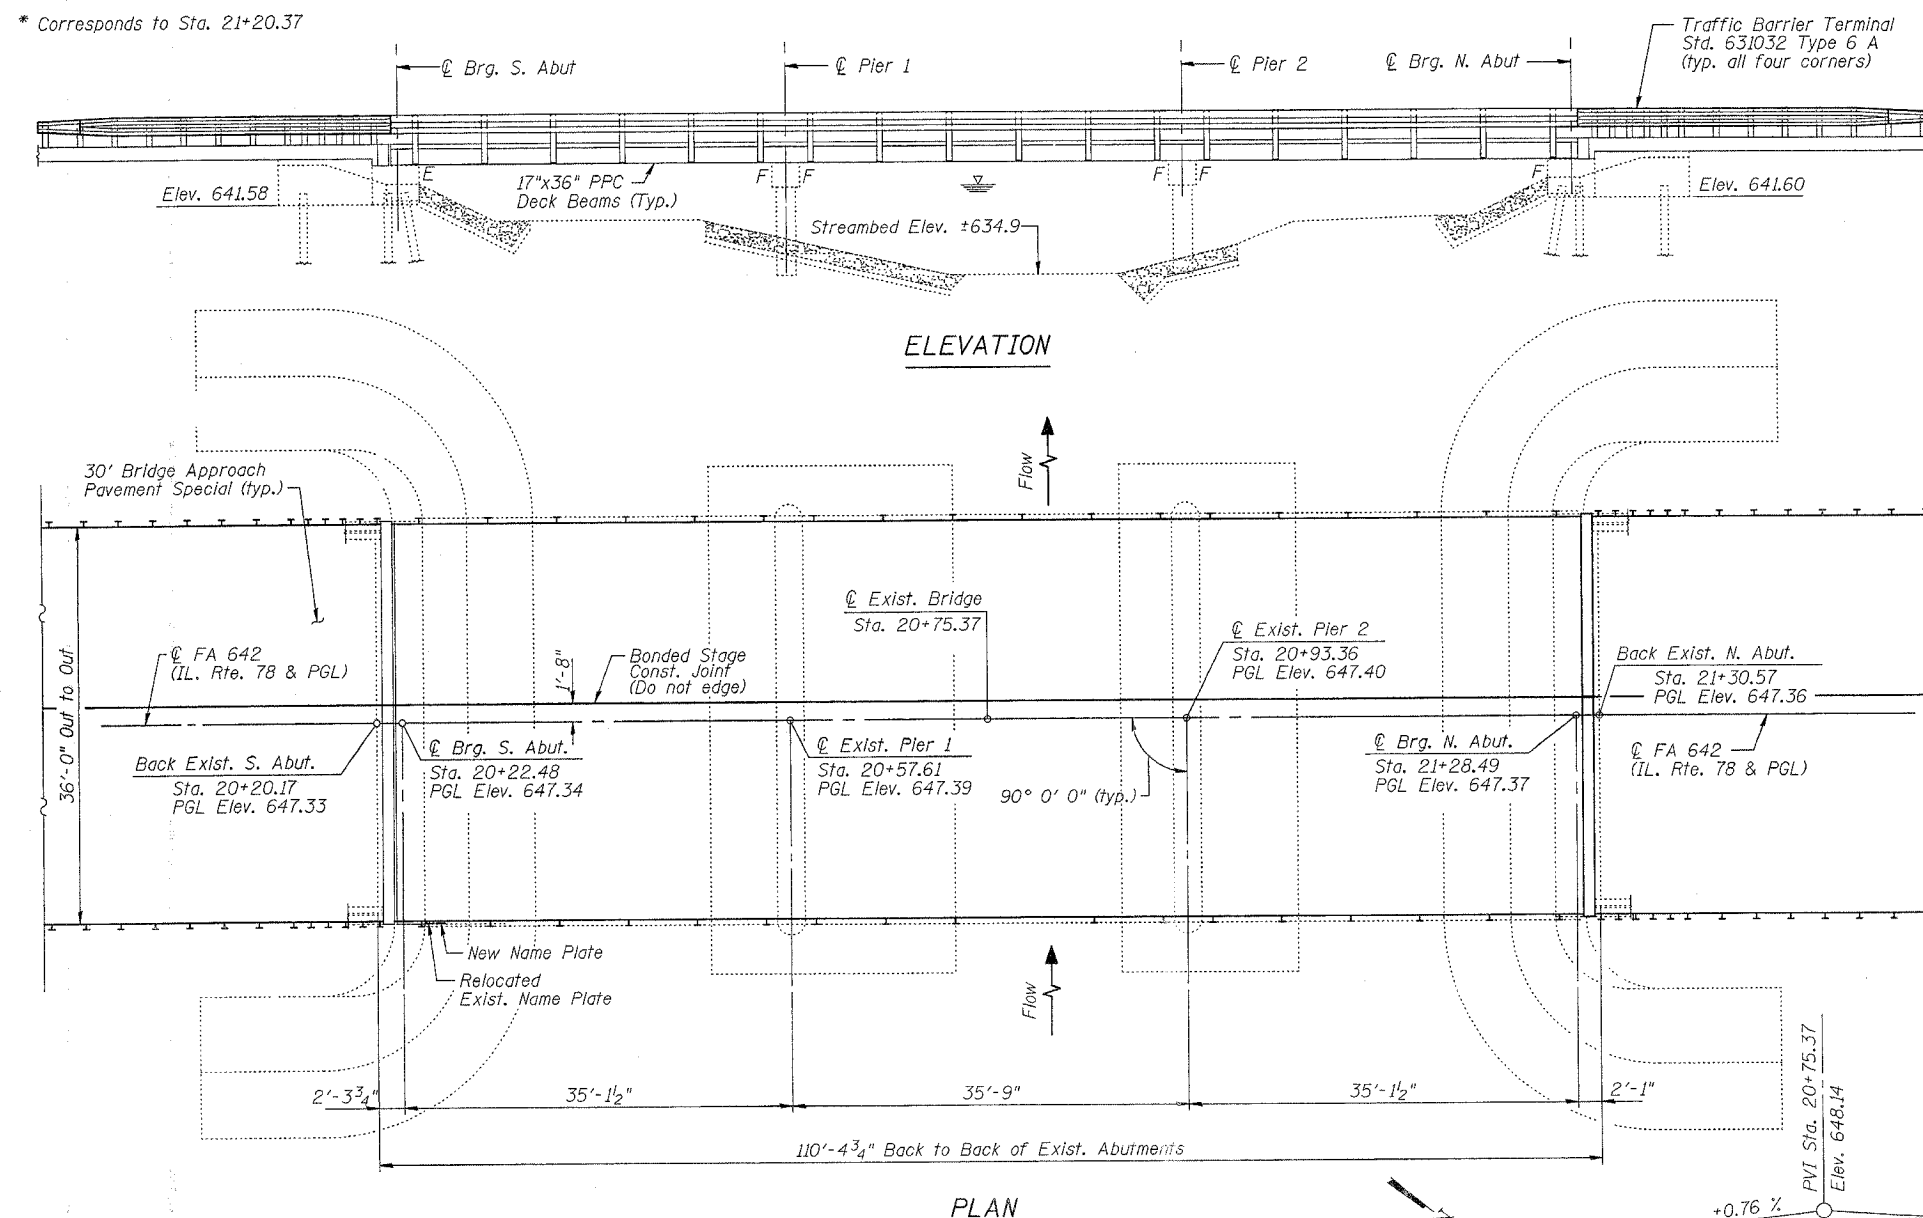 * Corresponds to Sta. 21+20.37
Traffic Barrier Terminal
Std. 631032 Type 6 A
(typ. all four corners)
℄ Brg. S. Abut
℄ Pier 1
℄ Pier 2
℄ Brg. N. Abut
E
F
F
F
F
F
17"x36" PPC
Deck Beams (Typ.)
Elev. 641.58
Elev. 641.60
Streambed Elev. ±634.9
ELEVATION
Flow
30' Bridge Approach
Pavement Special (typ.)
36'-0" Out to Out.
℄ FA 642
(IL. Rte. 78 & PGL)
1'-8"
Bonded Stage
Const. Joint
(Do not edge)
℄ Exist. Bridge
Sta. 20+75.37
℄ Exist. Pier 2
Sta. 20+93.36
PGL Elev. 647.40
Back Exist. N. Abut.
Sta. 21+30.57
PGL Elev. 647.36
Back Exist. S. Abut.
Sta. 20+20.17
PGL Elev. 647.33
℄ Brg. S. Abut.
Sta. 20+22.48
PGL Elev. 647.34
℄ Exist. Pier 1
Sta. 20+57.61
PGL Elev. 647.39
90° 0' 0" (typ.)
℄ Brg. N. Abut.
Sta. 21+28.49
PGL Elev. 647.37
℄ FA 642
(IL. Rte. 78 & PGL)
New Name Plate
Relocated
Exist. Name Plate
Flow
2'-3¾"
35'-1½"
35'-9"
35'-1½"
2'-1"
110'-4¾" Back to Back of Exist. Abutments
PLAN
PVI Sta. 20+75.37
Elev. 648.14
+0.76 %